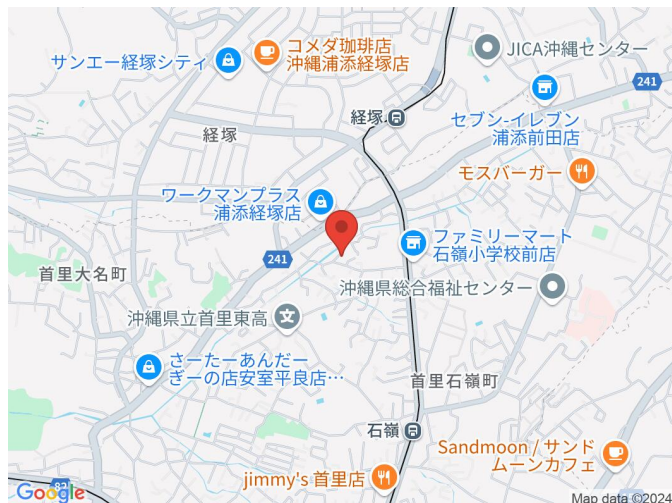 コメダ珈琲店
沖縄浦添経塚店
サンエー経塚シティ
JICA沖縄センター
241
セブン-イレブン
浦添前田店
経塚
経塚
モスバーガー
ワークマンプラス
浦添経塚店
ファミリーマート
石嶺小学校前店
241
首里大名町
沖縄県総合福祉センター
沖縄県立首里東高
文
さーたーあんだー
ぎーの店安室平良店…
首里石嶺町
石嶺
Sandmoon / サンド
ムーンカフェ
jimmy's 首里店
82
Google
Map data ©2024